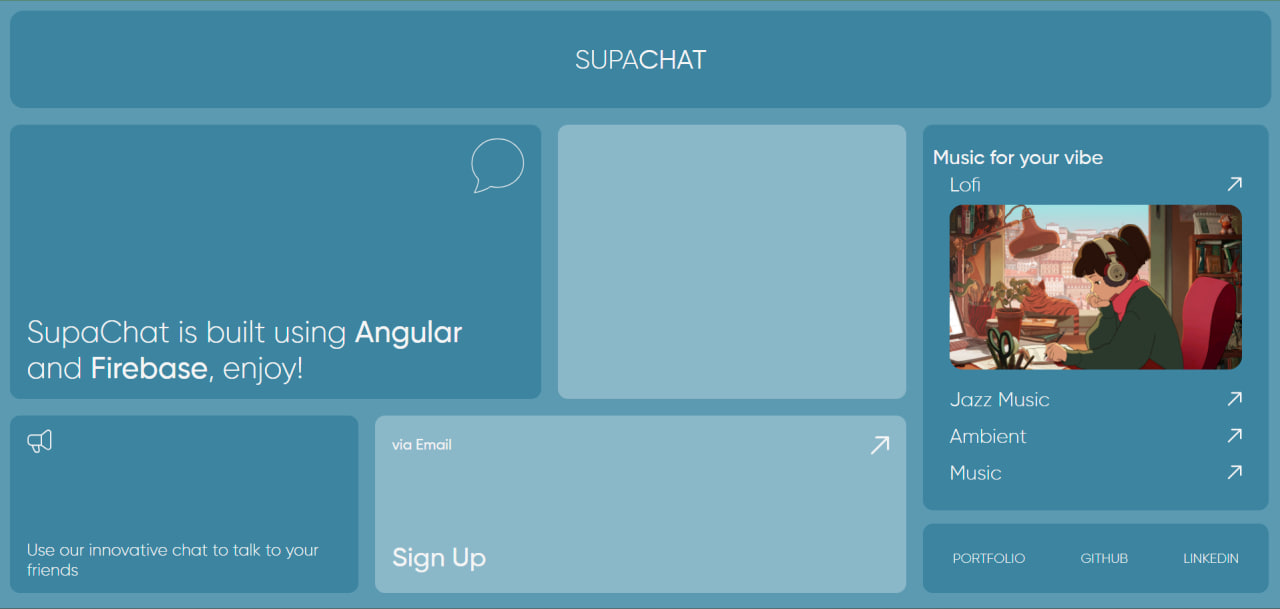 SUPACHAT
SupaChat is built using Angular
and Firebase, enjoy!
Music for your vibe
Lofi
Jazz Music
Ambient
Music
Use our innovative chat to talk to your
friends
via Email
Sign Up
PORTFOLIO GITHUB LINKEDIN